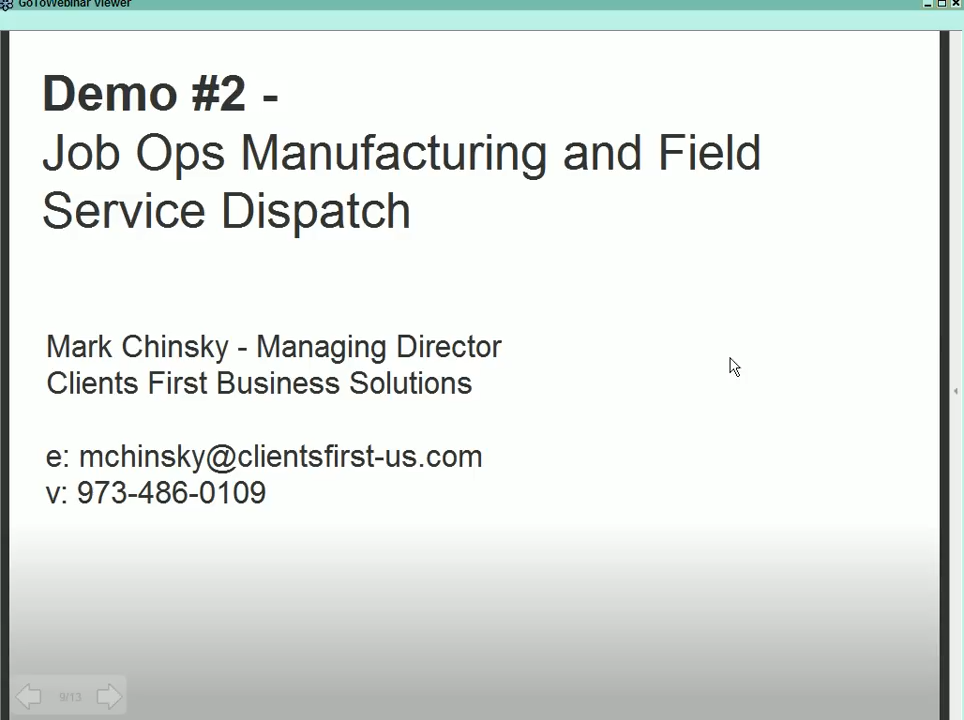 GoToWebinar Viewer
Demo #2 -
Job Ops Manufacturing and Field
Service Dispatch
Mark Chinsky - Managing Director
Clients First Business Solutions
e: mchinsky@clientsfirst-us.com
v: 973-486-0109
9/13